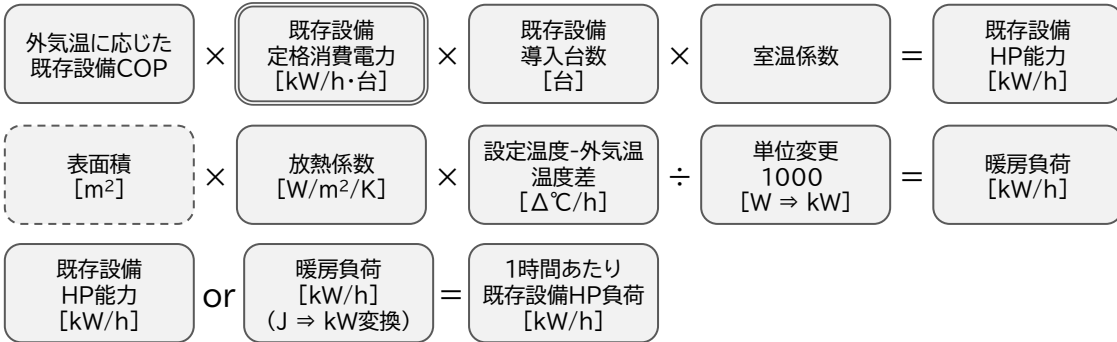 外気温に応じた
既存設備COP
×
既存設備
定格消費電力
[kW/h・台]
×
既存設備
導入台数
[台]
×
室温係数
=
既存設備
HP能力
[kW/h]
表面積
[m²]
×
放熱係数
[W/m²/K]
×
設定温度-外気温
温度差
[Δ℃/h]
÷
単位変更
1000
[W ⇒ kW]
=
暖房負荷
[kW/h]
既存設備
HP能力
[kW/h]
or
暖房負荷
[kW/h]
(J ⇒ kW変換)
=
1時間あたり
既存設備HP負荷
[kW/h]